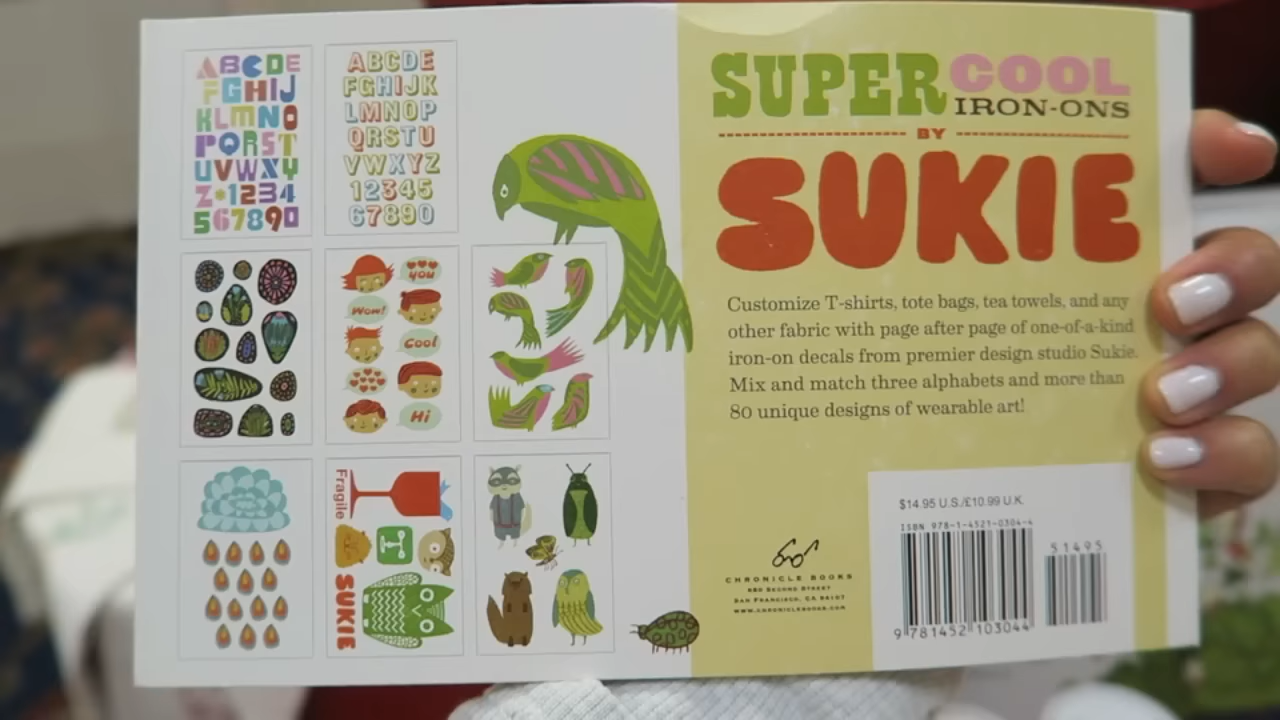 ABCDE
FGHIJ
KLMNO
PQRST
UVWXY
Z*1234
567890
ABCDE
FGHIJK
LMNOP
QRSTU
VWXYZ
12345
67890
you
Wow!
Cool
Hi
Fragile
SUKIE
SUPER COOL
IRON-ONS
BY
SUKIE
Customize T-shirts, tote bags, tea towels, and any
other fabric with page after page of one-of-a-kind
iron-on decals from premier design studio Sukie.
Mix and match three alphabets and more than
80 unique designs of wearable art!
CHRONICLE BOOKS
680 SECOND STREET
SAN FRANCISCO, CA 94107
WWW.CHRONICLEBOOKS.COM
$14.95 U.S./£10.99 U.K.
ISBN 978-1-4521-0304-4
51495
9 781452 103044